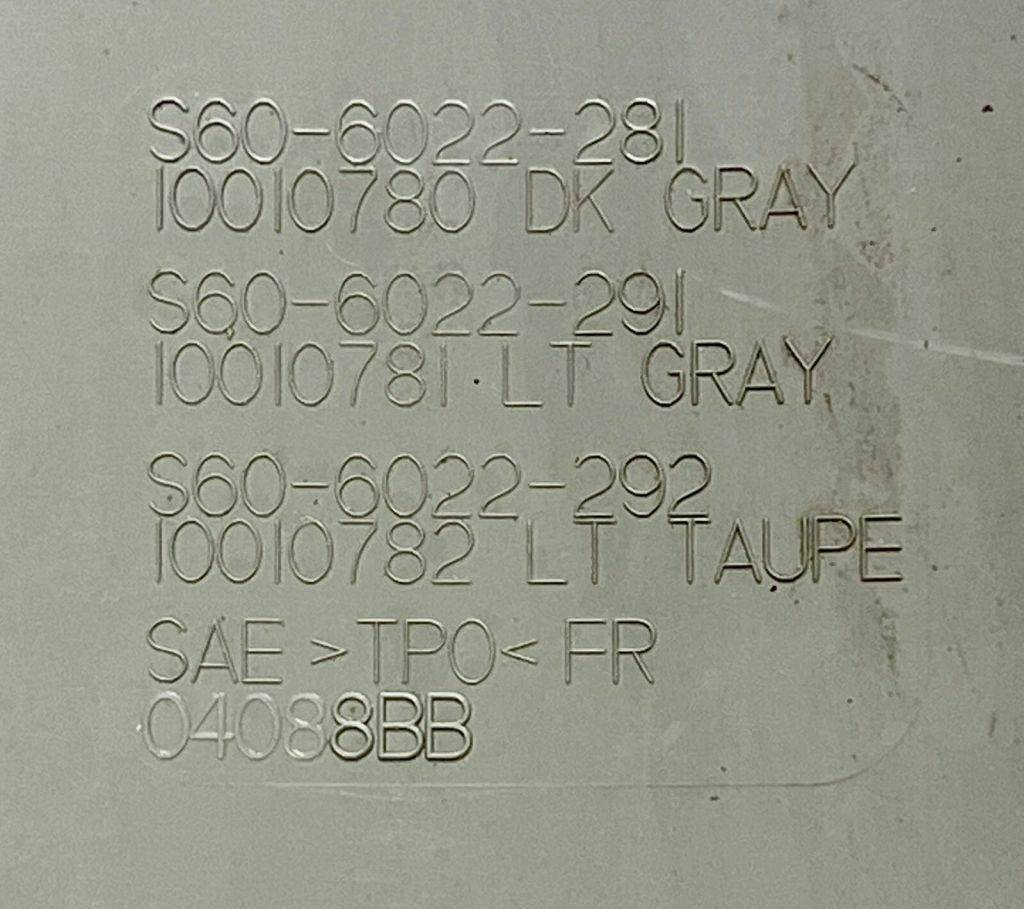 S60-6022-281
10010780 DK GRAY
S60-6022-291
10010781 LT GRAY
S60-6022-292
10010782 LT TAUPE
SAE >TPO< FR
04088BB